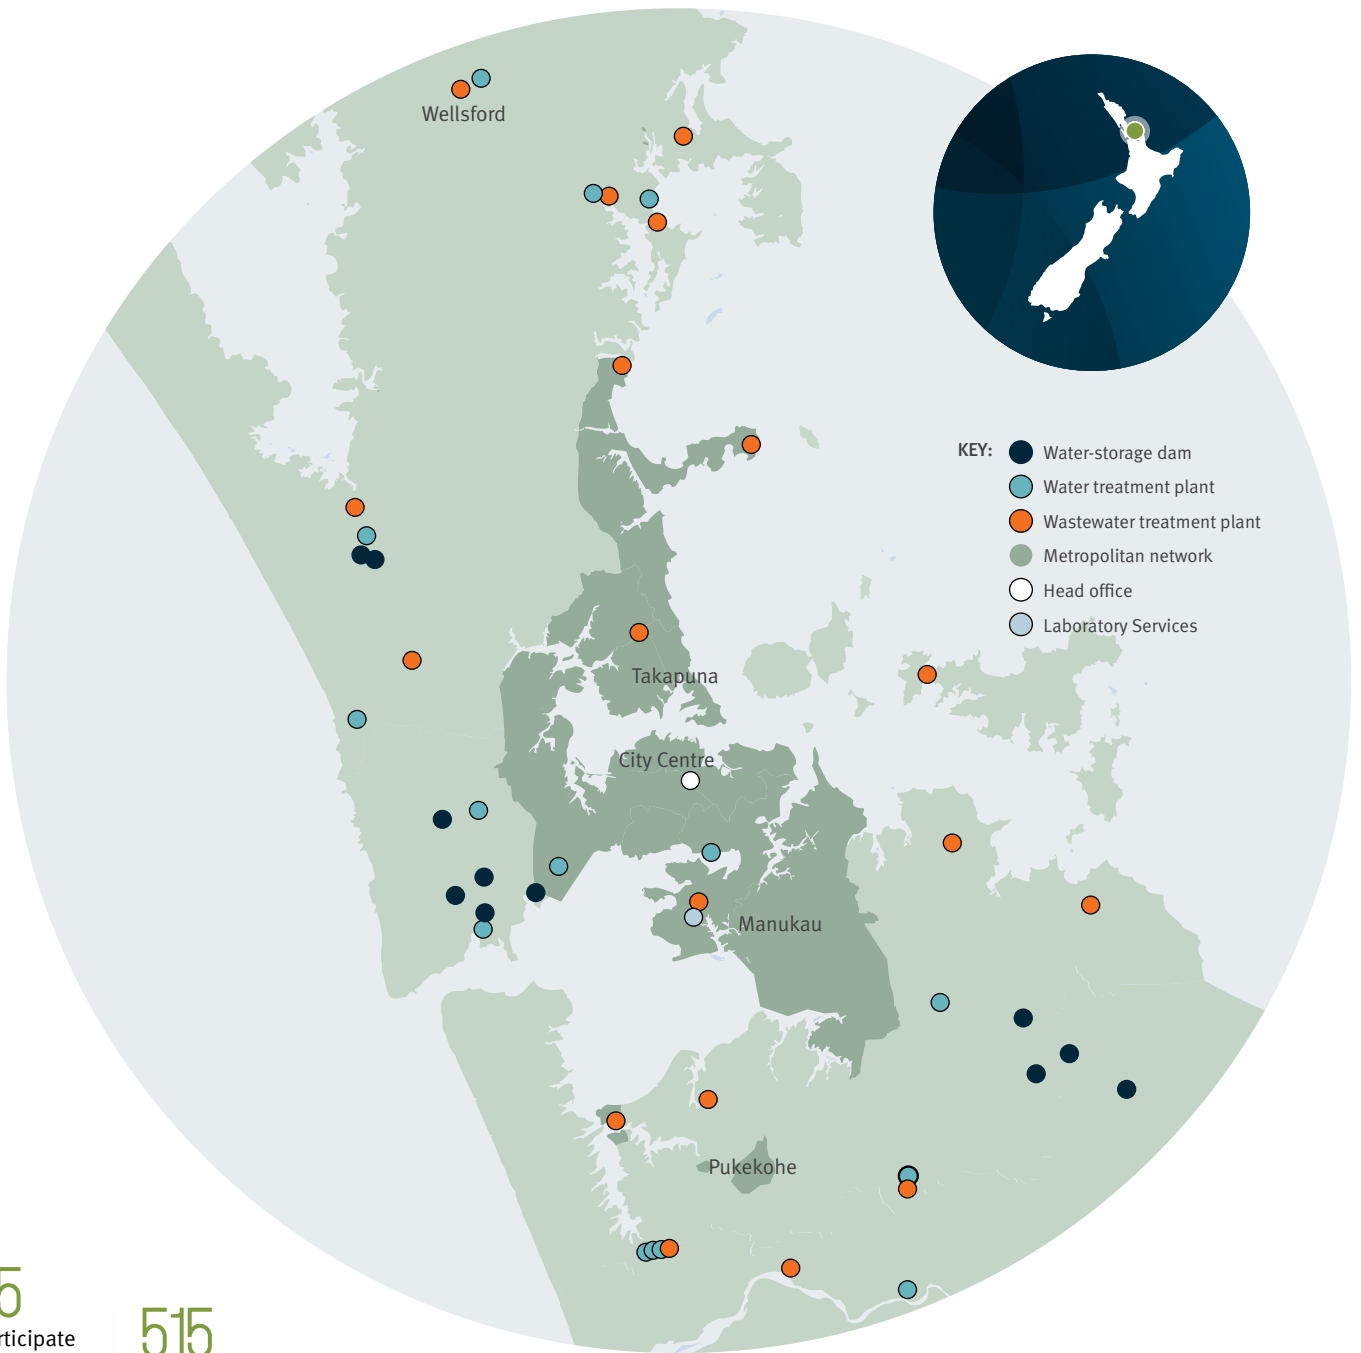 Wellsford
KEY:
Water-storage dam
Water treatment plant
Wastewater treatment plant
Metropolitan network
Head office
Laboratory Services
Takapuna
City Centre
Manukau
Pukekohe
5
rticipate
515